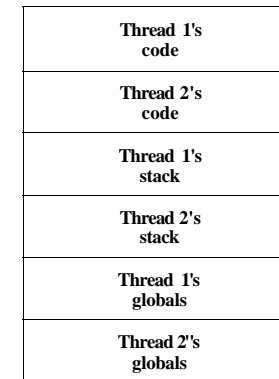 Thread 1's
code
Thread 2's
code
Thread 1's
stack
Thread 2's
stack
Thread 1's
globals
Thread 2"s
globals